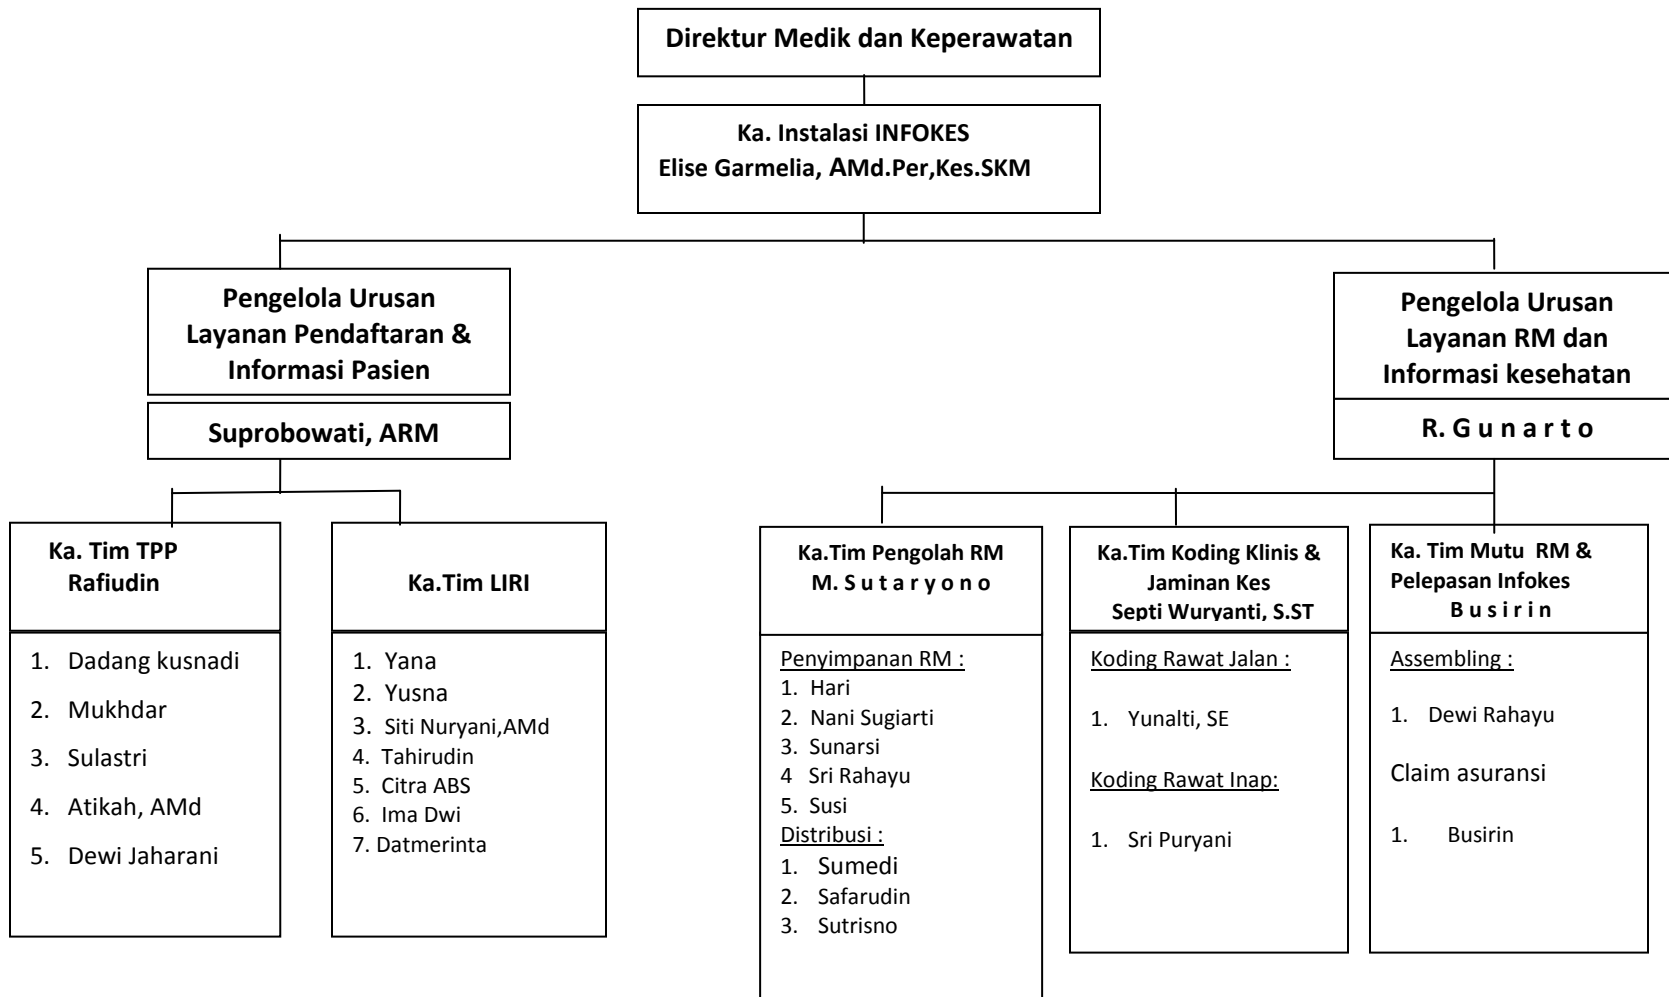 Direktur Medik dan Keperawatan
Ka. Instalasi INFOKES
Elise Garmelia, AMd.Per,Kes.SKM
Pengelola Urusan
Layanan Pendaftaran &
Informasi Pasien
Suprobowati, ARM
Pengelola Urusan
Layanan RM dan
Informasi kesehatan
R. G u n a r t o
Ka. Tim TPP
Rafiudin
1. Dadang kusnadi
2. Mukhdar
3. Sulastri
4. Atikah, AMd
5. Dewi Jaharani
Ka.Tim LIRI
1. Yana
2. Yusna
3. Siti Nuryani,AMd
4. Tahirudin
5. Citra ABS
6. Ima Dwi
7. Datmerinta
Ka.Tim Pengolah RM
M. S u t a r y o n o
Penyimpanan RM :
1. Hari
2. Nani Sugiarti
3. Sunarsi
4 Sri Rahayu
5. Susi
Distribusi :
1. Sumedi
2. Safarudin
3. Sutrisno
Ka.Tim Koding Klinis &
Jaminan Kes
Septi Wuryanti, S.ST
Koding Rawat Jalan :
1. Yunalti, SE
Koding Rawat Inap:
1. Sri Puryani
Ka. Tim Mutu RM &
Pelepasan Infokes
B u s i r i n
Assembling :
1. Dewi Rahayu
Claim asuransi
1. Busirin